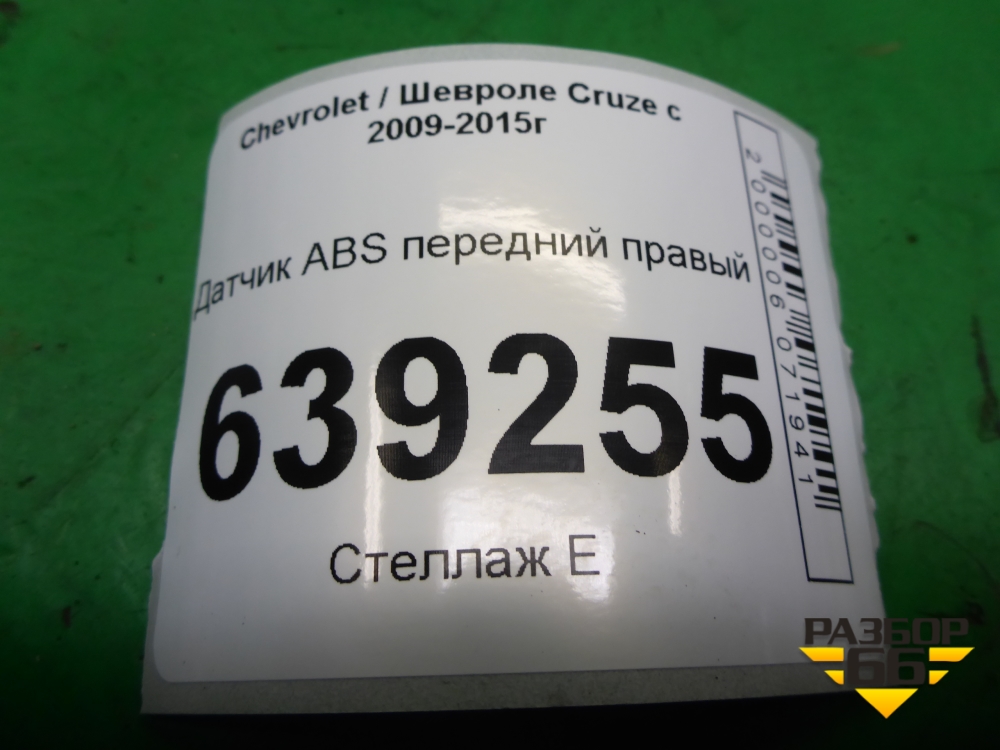 Chevrolet / Шевроле Cruze с
2009-2015г
Датчик ABS передний правый
639255
Стеллаж Е
2000006071941
РАЗБОР
66